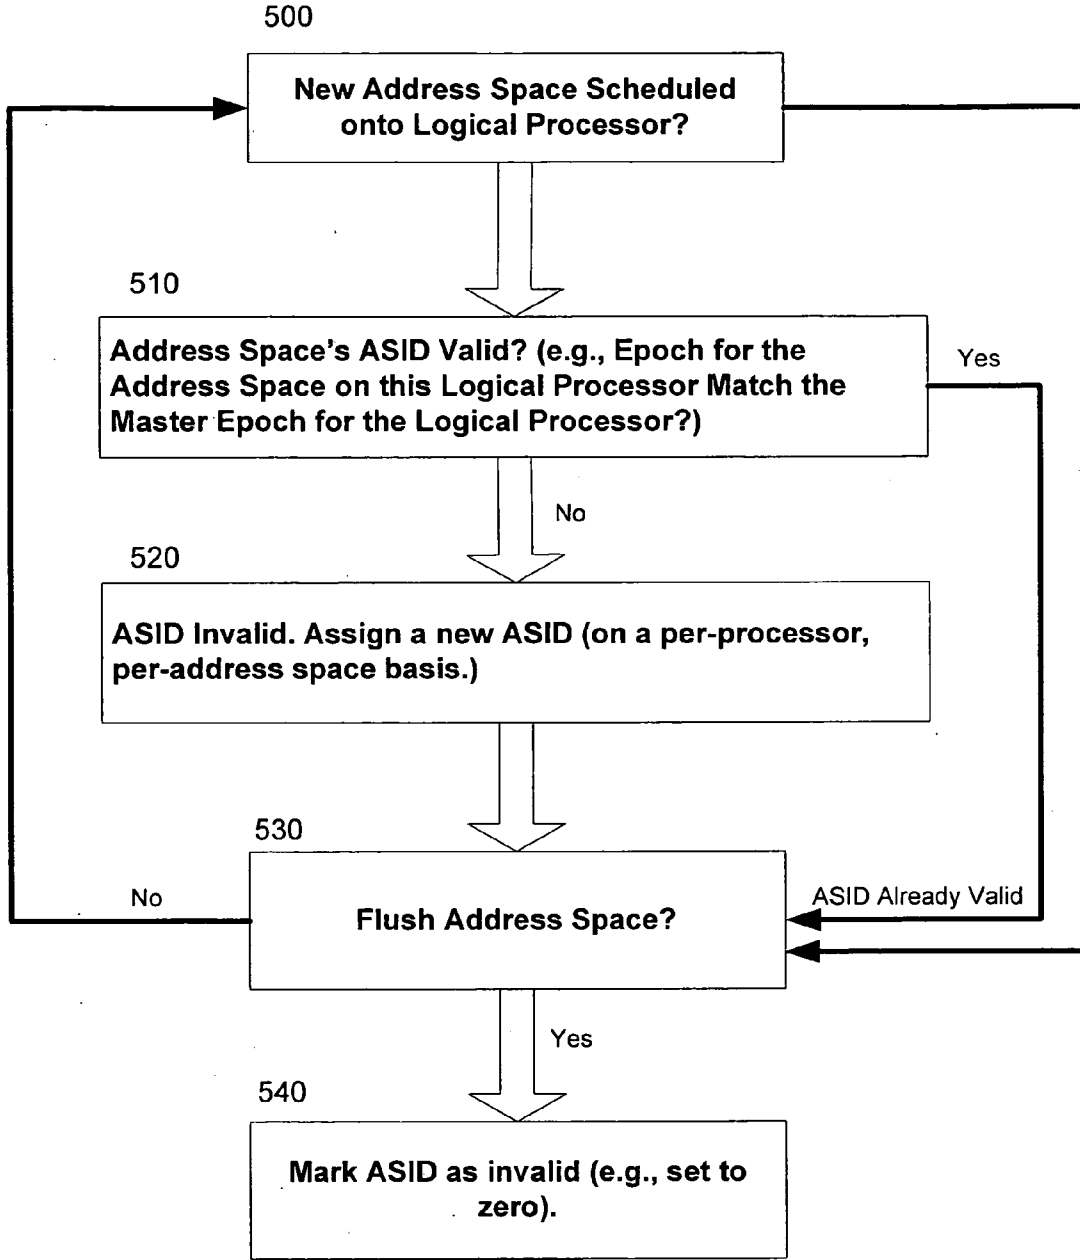 500
New Address Space Scheduled
onto Logical Processor?
510
Address Space's ASID Valid? (e.g., Epoch for the
Address Space on this Logical Processor Match the
Master Epoch for the Logical Processor?)
Yes
No
520
ASID Invalid. Assign a new ASID (on a per-processor,
per-address space basis.)
530
No
Flush Address Space?
ASID Already Valid
Yes
540
Mark ASID as invalid (e.g., set to
zero).